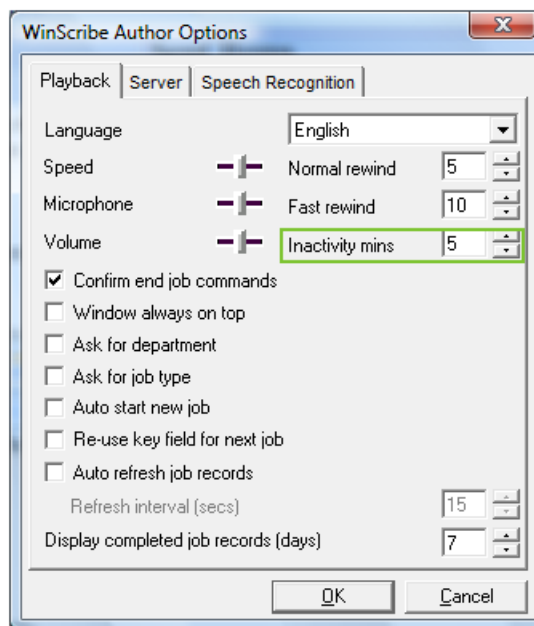 WinScribe Author Options
Playback Server Speech Recognition
Language English
Speed Normal rewind 5
Microphone Fast rewind 10
Volume Inactivity mins 5
Confirm end job commands
Window always on top
Ask for department
Ask for job type
Auto start new job
Re-use key field for next job
Auto refresh job records
Refresh interval (secs) 15
Display completed job records (days) 7
OK Cancel